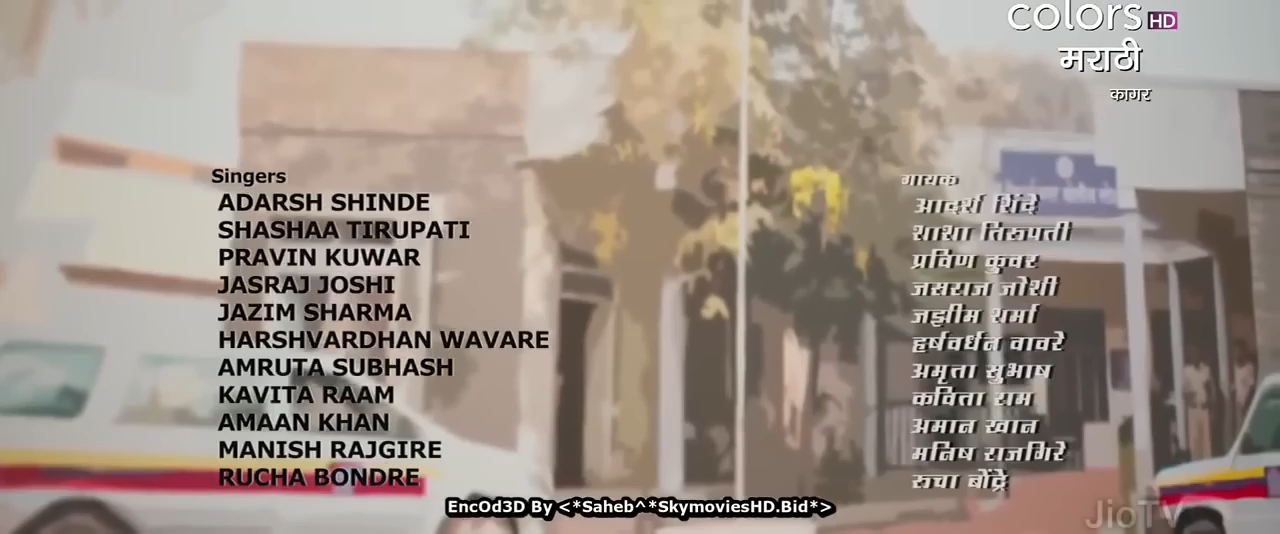 colors HD
मराठी
कागर
Singers
ADARSH SHINDE
SHASHAA TIRUPATI
PRAVIN KUWAR
JASRAJ JOSHI
JAZIM SHARMA
HARSHVARDHAN WAVARE
AMRUTA SUBHASH
KAVITA RAAM
AMAAN KHAN
MANISH RAJGIRE
RUCHA BONDRE
गायक
आदर्श शिंदे
शाशा तिरूपती
प्रविण कुवर
जसराज जोशी
जझीम शर्मा
हर्षवर्धन वावरे
अमृता सुभाष
कविता राम
अमान खान
मनिष राजगिरे
रूचा बोंद्रे
EncOd3D By <*Saheb^*SkymoviesHD.Bid*>
JioTV